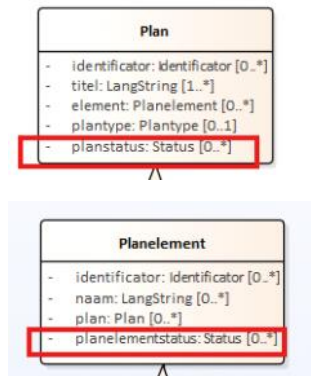 Plan
- identificator: Identificator [0..*]
- titel: LangString [1..*]
- element: Planelement [0..*]
- plantype: Plantype [0..1]
- planstatus: Status [0..*]
Planelement
- identificator: Identificator [0..*]
- naam: LangString [0..*]
- plan: Plan [0..*]
- planelementstatus: Status [0..*]